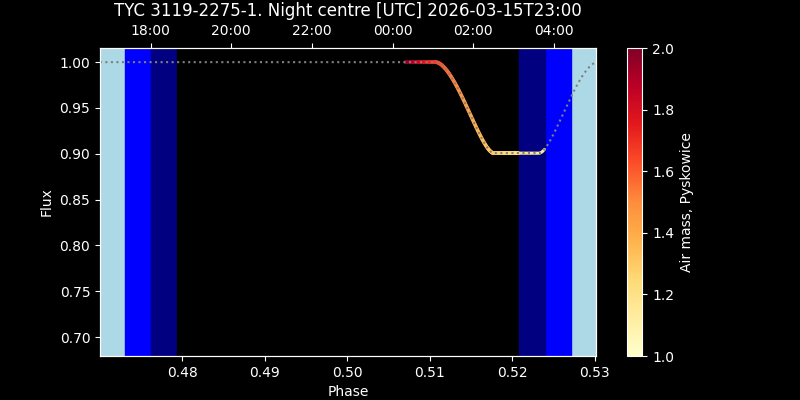 TYC 3119-2275-1. Night centre [UTC] 2026-03-15T23:00
18:00 20:00 22:00 00:00 02:00 04:00
1.00
0.95
0.90
0.85
0.80
0.75
0.70
Flux
0.48 0.49 0.50 0.51 0.52 0.53
Phase
2.0
1.8
1.6
1.4
1.2
1.0
Air mass, Pyskowice